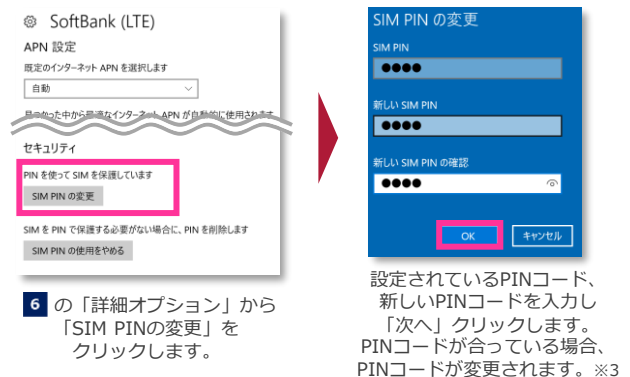 SoftBank (LTE)
APN 設定
既定のインターネット APN を選択します
自動
見つかった中から最適なインターネット APN が自動的に使用されます
セキュリティ
PIN を使って SIM を保護しています
SIM PIN の変更
SIM を PIN で保護する必要がない場合に、PIN を削除します
SIM PIN の使用をやめる
6 の「詳細オプション」から
「SIM PINの変更」を
クリックします。
SIM PIN の変更
SIM PIN
●●●●
新しい SIM PIN
●●●●
新しい SIM PIN の確認
●●●●
OK キャンセル
設定されているPINコード、
新しいPINコードを入力し
「次へ」クリックします。
PINコードが合っている場合、
PINコードが変更されます。※3